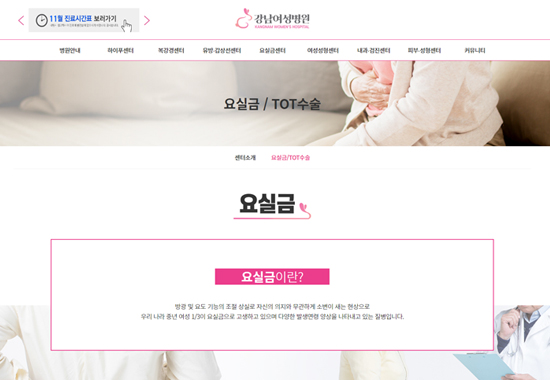 11월 진료시간표 보러가기
강남여성병원
KANGNAM WOMEN'S HOSPITAL
병원안내 하이푸센터 복강경센터 유방·갑상선센터 요실금센터 여성성형센터 내과·검진센터 피부·성형센터 커뮤니티
요실금 / TOT수술
센터소개 요실금/TOT수술
요실금
요실금이란?
방광 및 요도 기능의 조절 상실로 자신의 의지와 무관하게 소변이 새는 현상으로
우리 나라 중년 여성 1/3이 요실금으로 고생하고 있으며 다양한 발생연령 양상을 나타내고 있는 질병입니다.